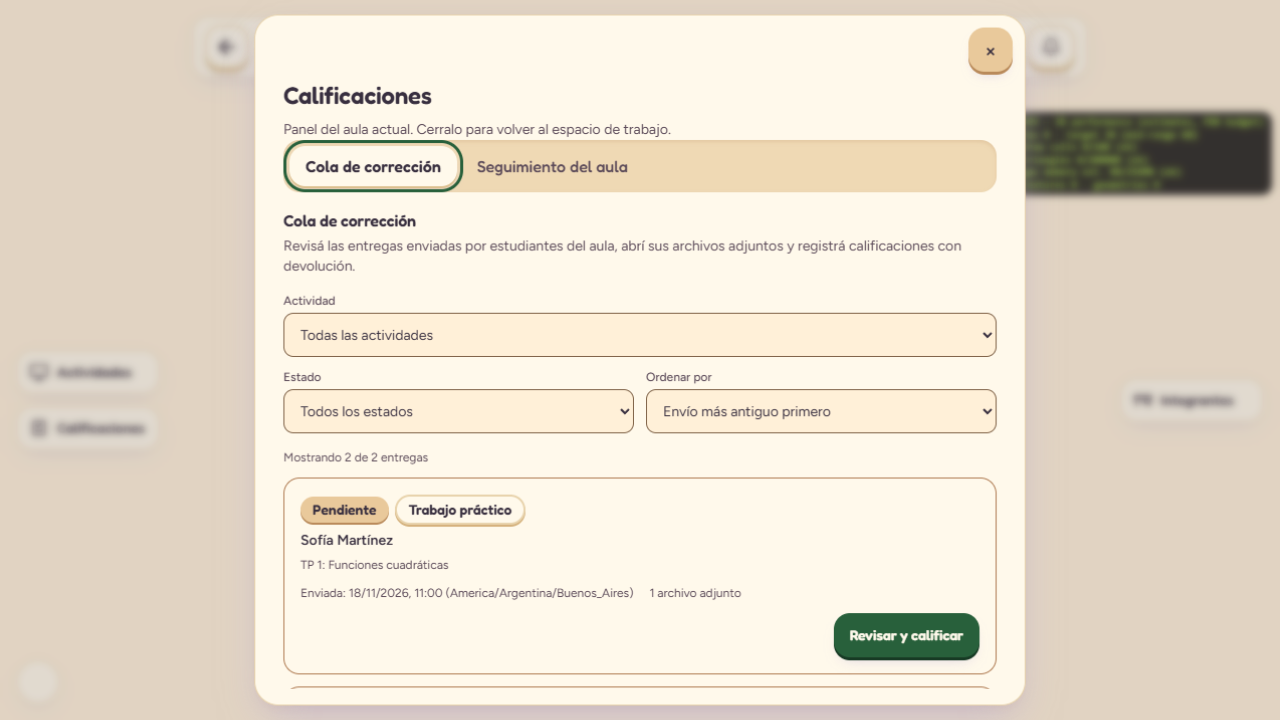 ×
Calificaciones
Panel del aula actual. Cerralo para volver al espacio de trabajo.
Cola de corrección
Seguimiento del aula
Cola de corrección
Revisá las entregas enviadas por estudiantes del aula, abrí sus archivos adjuntos y registrá calificaciones con
devolución.
Actividad
Todas las actividades
Estado
Ordenar por
Todos los estados
Envío más antiguo primero
Mostrando 2 de 2 entregas
Pendiente
Trabajo práctico
Sofía Martínez
TP 1: Funciones cuadráticas
Enviada: 18/11/2026, 11:00 (America/Argentina/Buenos_Aires)
1 archivo adjunto
Revisar y calificar
Actividades
Calificaciones
Integrantes